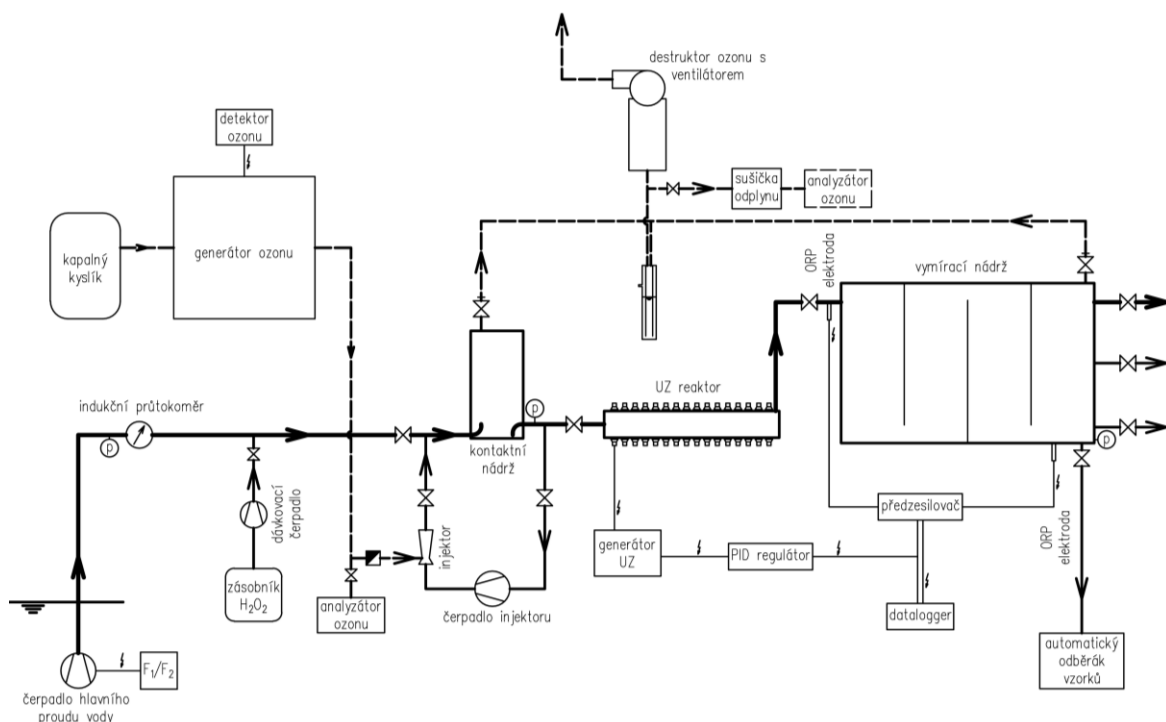 destruktor ozonu s
ventilátorem
detektor
ozonu
sušička
odplynu
analyzátor
ozonu
kapalný
kyslík
generátor ozonu
ORP
elektroda
vymírací nádrž
indukční průtokoměr
p
UZ reaktor
p
kontaktní
nádrž
p
dávkovací
čerpadlo
injektor
předzesilovač
ORP
elektroda
generátor
UZ
PID regulátor
zásobník
H₂O₂
analyzátor
ozonu
čerpadlo injektoru
datalogger
automatický
odběrák
vzorků
F₁/F₂
čerpadlo hlavního
proudu vody